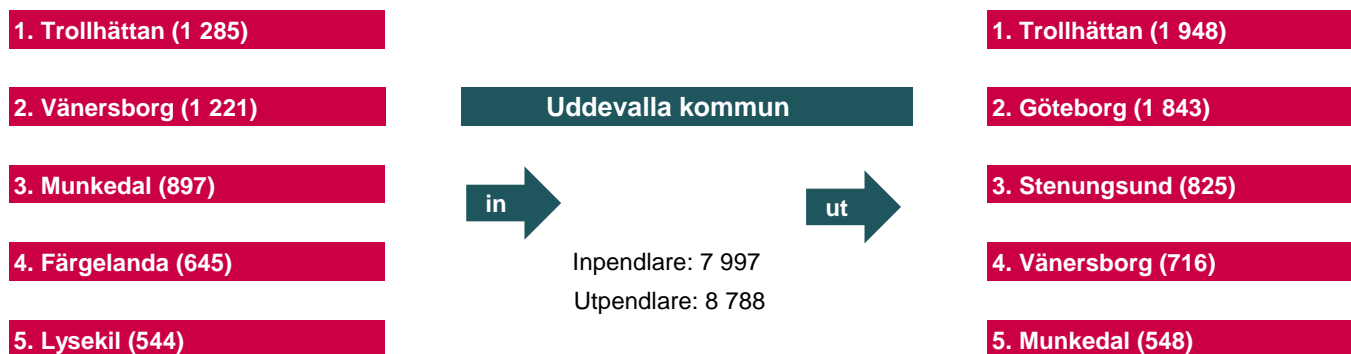 1. Trollhättan (1 285)
2. Vänersborg (1 221)
3. Munkedal (897)
4. Färgelanda (645)
5. Lysekil (544)
Uddevalla kommun
in
ut
Inpendlare: 7 997
Utpendlare: 8 788
1. Trollhättan (1 948)
2. Göteborg (1 843)
3. Stenungsund (825)
4. Vänersborg (716)
5. Munkedal (548)